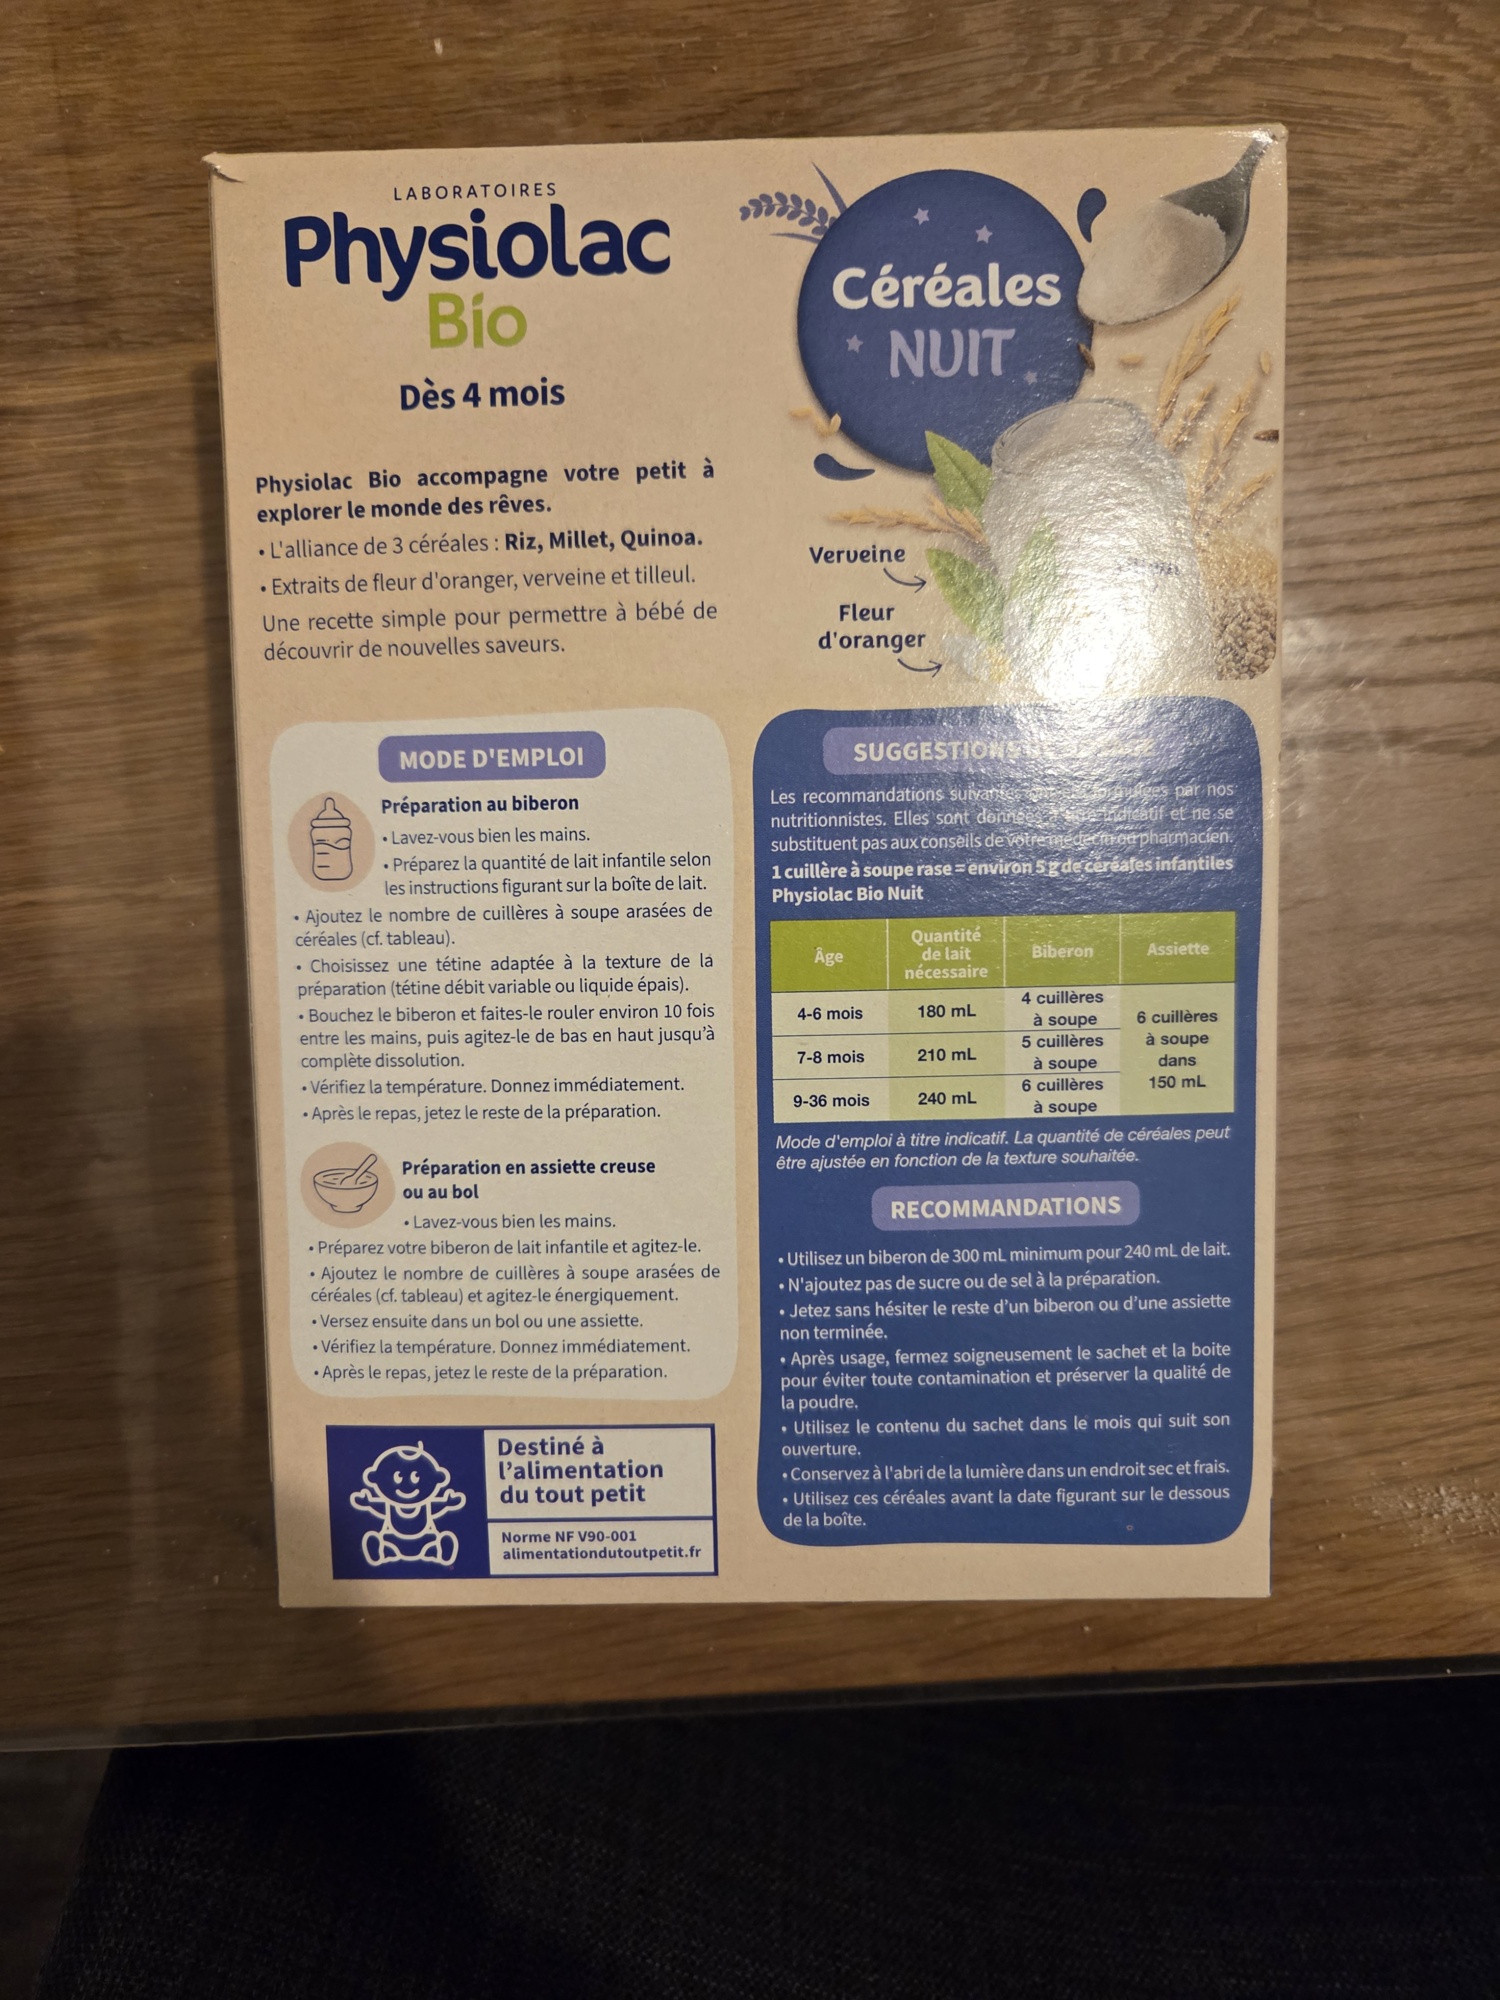 LABORATOIRES
Physiolac
Bio
Dès 4 mois
Physiolac Bio accompagne votre petit à
explorer le monde des rêves.
• L'alliance de 3 céréales : Riz, Millet, Quinoa.
• Extraits de fleur d'oranger, verveine et tilleul.
Une recette simple pour permettre à bébé de
découvrir de nouvelles saveurs.
Céréales
NUIT
Verveine
Fleur
d'oranger
MODE D'EMPLOI
Préparation au biberon
• Lavez-vous bien les mains.
• Préparez la quantité de lait infantile selon
les instructions figurant sur la boîte de lait.
• Ajoutez le nombre de cuillères à soupe arasées de
céréales (cf. tableau).
• Choisissez une tétine adaptée à la texture de la
préparation (tétine débit variable ou liquide épais).
• Bouchez le biberon et faites-le rouler environ 10 fois
entre les mains, puis agitez-le de bas en haut jusqu'à
complète dissolution.
• Vérifiez la température. Donnez immédiatement.
• Après le repas, jetez le reste de la préparation.
Préparation en assiette creuse
ou au bol
• Lavez-vous bien les mains.
• Préparez votre biberon de lait infantile et agitez-le.
• Ajoutez le nombre de cuillères à soupe arasées de
céréales (cf. tableau) et agitez-le énergiquement.
• Versez ensuite dans un bol ou une assiette.
• Vérifiez la température. Donnez immédiatement.
• Après le repas, jetez le reste de la préparation.
Destiné à
l'alimentation
du tout petit
Norme NF V90-001
alimentationdutoutpetit.fr
SUGGESTIONS
Les recommandations suivantes formulées par nos
nutritionnistes. Elles sont données à titre indicatif et ne se
substituent pas aux conseils de votre médecin ou pharmacien.
1 cuillère à soupe rase = environ 5 g de céréales infantiles
Physiolac Bio Nuit
Âge
Quantité
de lait
nécessaire
Biberon
Assiette
4-6 mois
180 mL
4 cuillères
à soupe
7-8 mois
210 mL
5 cuillères
à soupe
9-36 mois
240 mL
6 cuillères
à soupe
6 cuillères
à soupe
dans
150 mL
Mode d'emploi à titre indicatif. La quantité de céréales peut
être ajustée en fonction de la texture souhaitée.
RECOMMANDATIONS
• Utilisez un biberon de 300 mL minimum pour 240 mL de lait.
• N'ajoutez pas de sucre ou de sel à la préparation.
• Jetez sans hésiter le reste d'un biberon ou d'une assiette
non terminée.
• Après usage, fermez soigneusement le sachet et la boite
pour éviter toute contamination et préserver la qualité de
la poudre.
• Utilisez le contenu du sachet dans le mois qui suit son
ouverture.
• Conservez à l'abri de la lumière dans un endroit sec et frais.
• Utilisez ces céréales avant la date figurant sur le dessous
de la boîte.